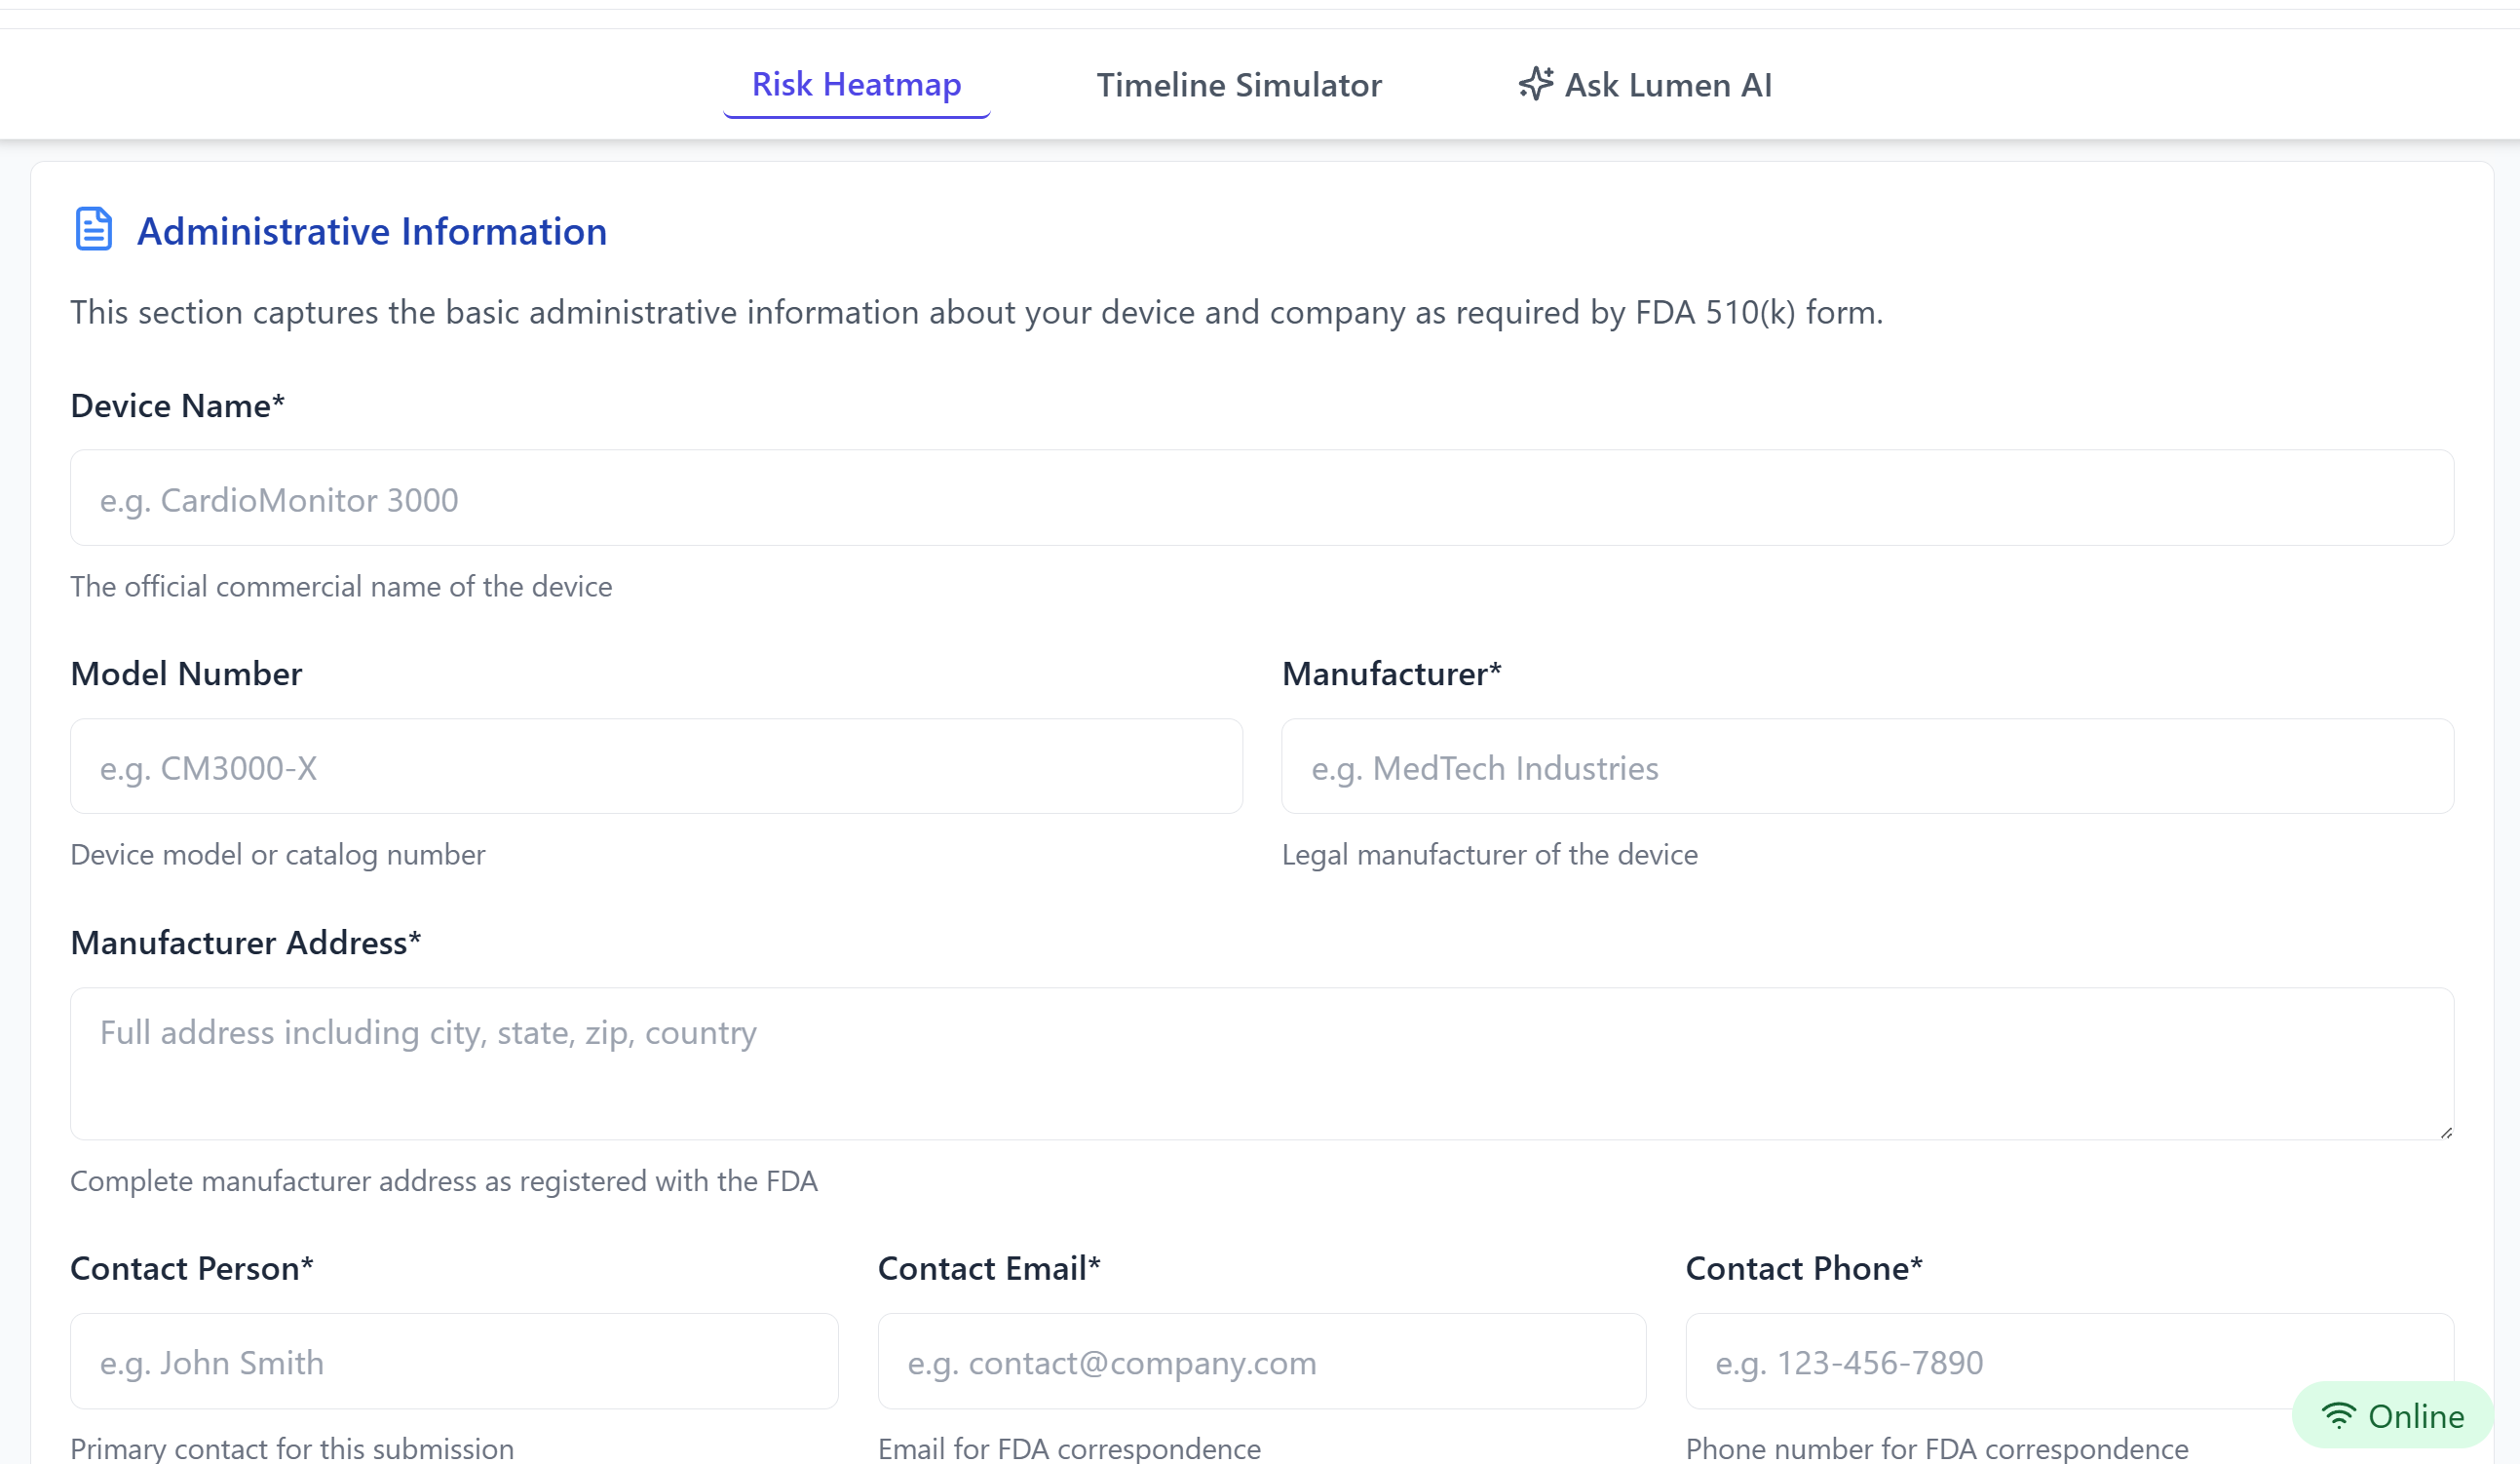 Risk Heatmap
Timeline Simulator
Ask Lumen AI
Administrative Information
This section captures the basic administrative information about your device and company as required by FDA 510(k) form.
Device Name*
e.g. CardioMonitor 3000
The official commercial name of the device
Model Number
e.g. CM3000-X
Device model or catalog number
Manufacturer*
e.g. MedTech Industries
Legal manufacturer of the device
Manufacturer Address*
Full address including city, state, zip, country
Complete manufacturer address as registered with the FDA
Contact Person*
e.g. John Smith
Primary contact for this submission
Contact Email*
e.g. contact@company.com
Email for FDA correspondence
Contact Phone*
e.g. 123-456-7890
Phone number for FDA correspondence
Online